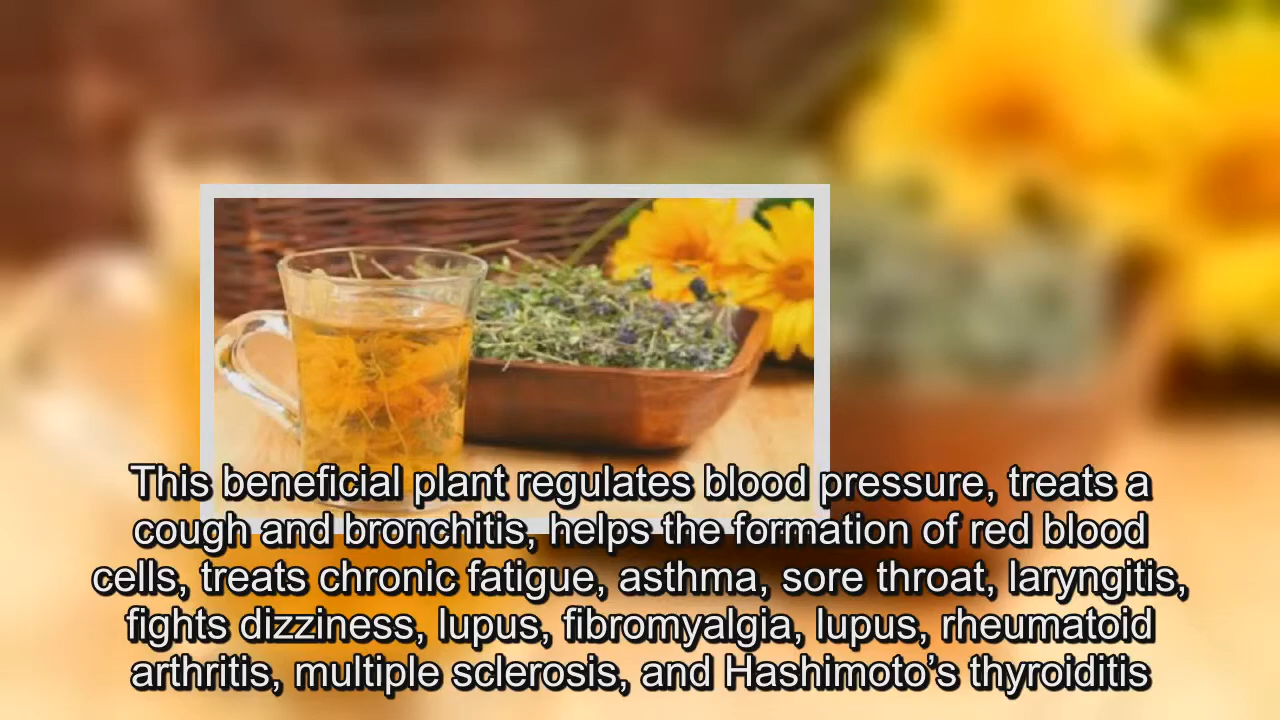 This beneficial plant regulates blood pressure, treats a
cough and bronchitis, helps the formation of red blood
cells, treats chronic fatigue, asthma, sore throat, laryngitis,
fights dizziness, lupus, fibromyalgia, lupus, rheumatoid
arthritis, multiple sclerosis, and Hashimoto’s thyroiditis